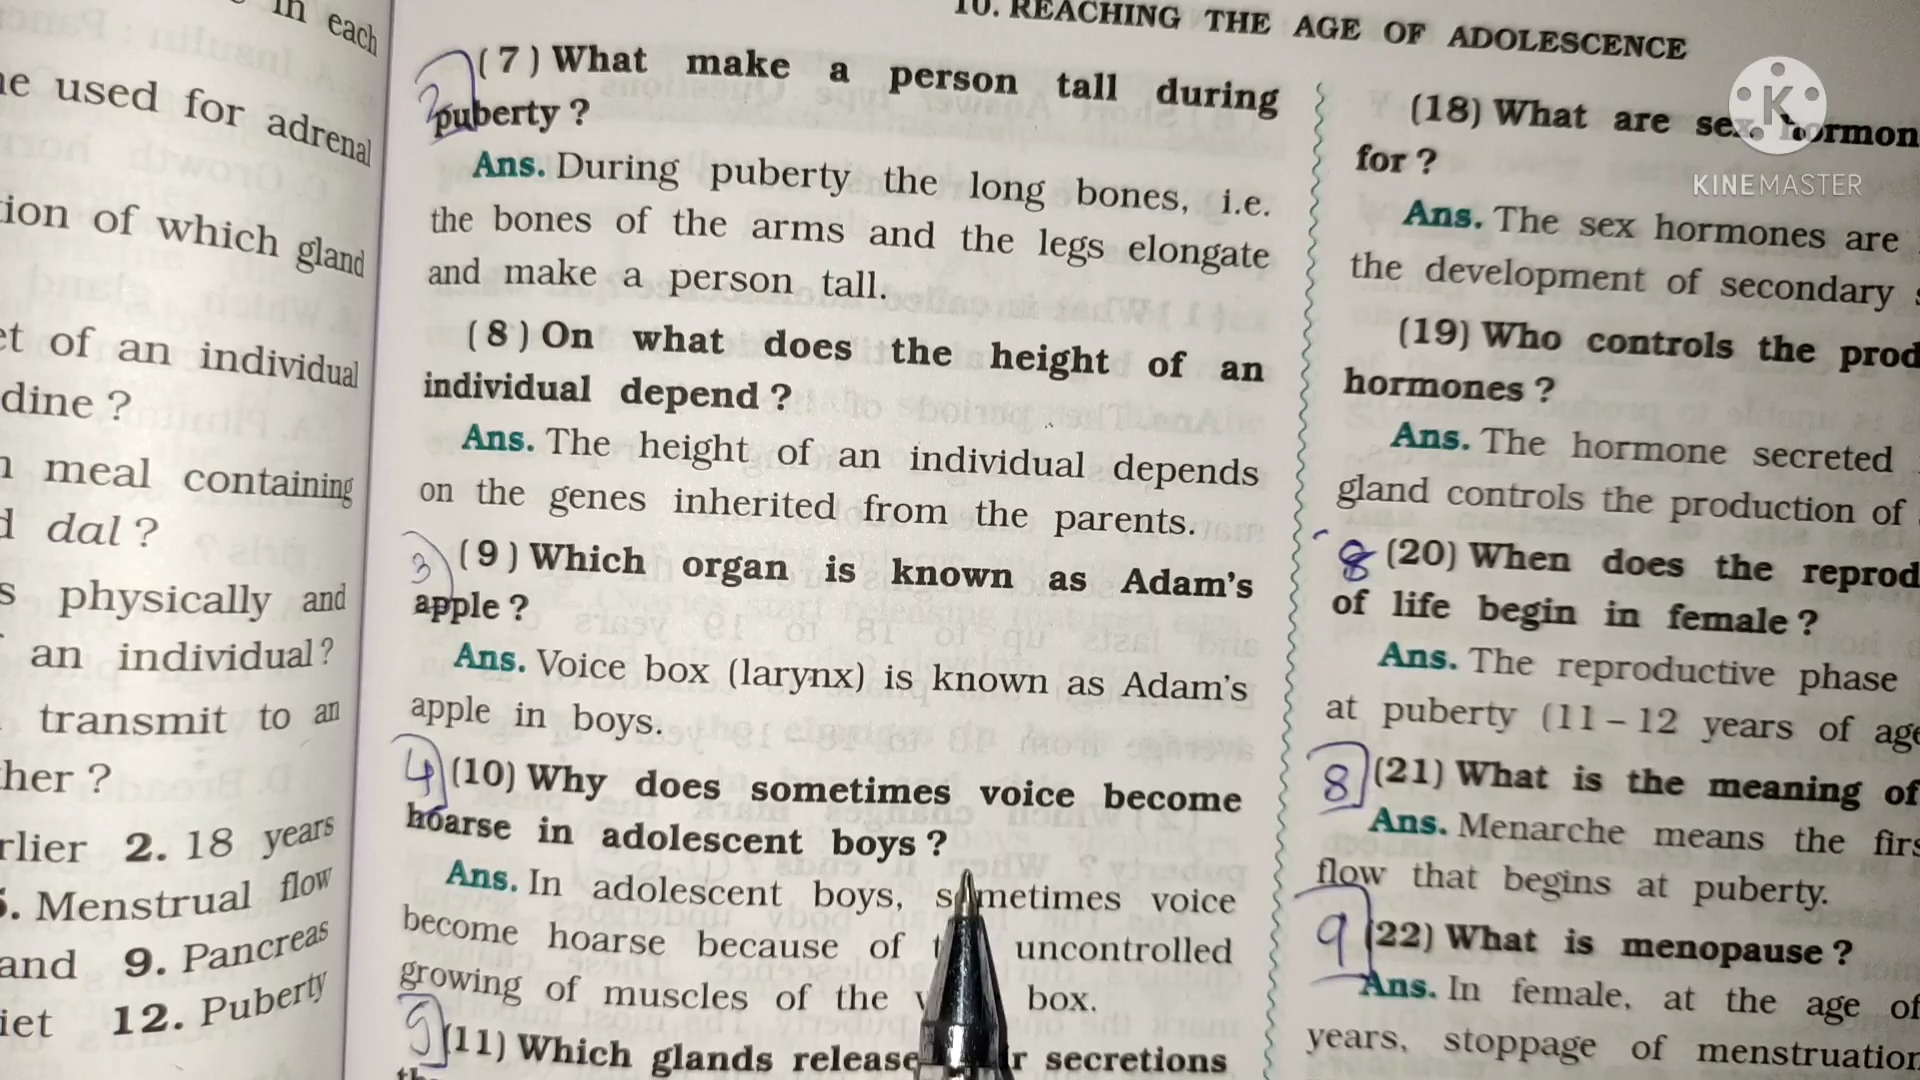 in each
used for adrenal
ion of which gland
of an individual
dine ?
meal containing
dal ?
physically and
an individual?
transmit to an
her ?
rlier 2. 18 years
5. Menstrual flow
and 9. Pancreas
iet 12. Puberty
10. REACHING THE AGE OF ADOLESCENCE
2
(7) What make a person tall during
puberty ?
Ans. During puberty the long bones, i.e.
the bones of the arms and the legs elongate
and make a person tall.
(8) On what does the height of an
individual depend ?
Ans. The height of an individual depends
on the genes inherited from the parents.
3
(9) Which organ is known as Adam's
apple ?
Ans. Voice box (larynx) is known as Adam's
apple in boys.
4
(10) Why does sometimes voice become
hoarse in adolescent boys ?
Ans. In adolescent boys, sometimes voice
become hoarse because of uncontrolled
growing of muscles of the box.
5
(11) Which glands release secretions
(18) What are sex hormon
for ?
Ans. The sex hormones are
the development of secondary
(19) Who controls the prod
hormones ?
Ans. The hormone secreted
gland controls the production of
8 (20) When does the reprod
of life begin in female ?
Ans. The reproductive phase
at puberty (11 – 12 years of age
8
(21) What is the meaning of
Ans. Menarche means the firs
flow that begins at puberty.
9
(22) What is menopause ?
Ans. In female, at the age of
years, stoppage of menstruation
K
KINEMASTER